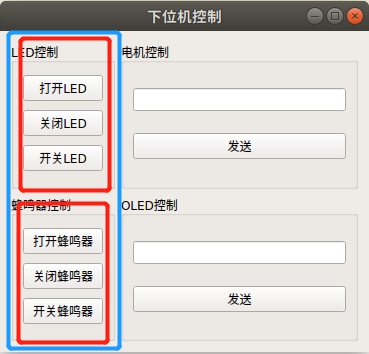 下位机控制
LED控制
打开LED
关闭LED
开关LED
电机控制
发送
蜂鸣器控制
打开蜂鸣器
关闭蜂鸣器
开关蜂鸣器
OLED控制
发送